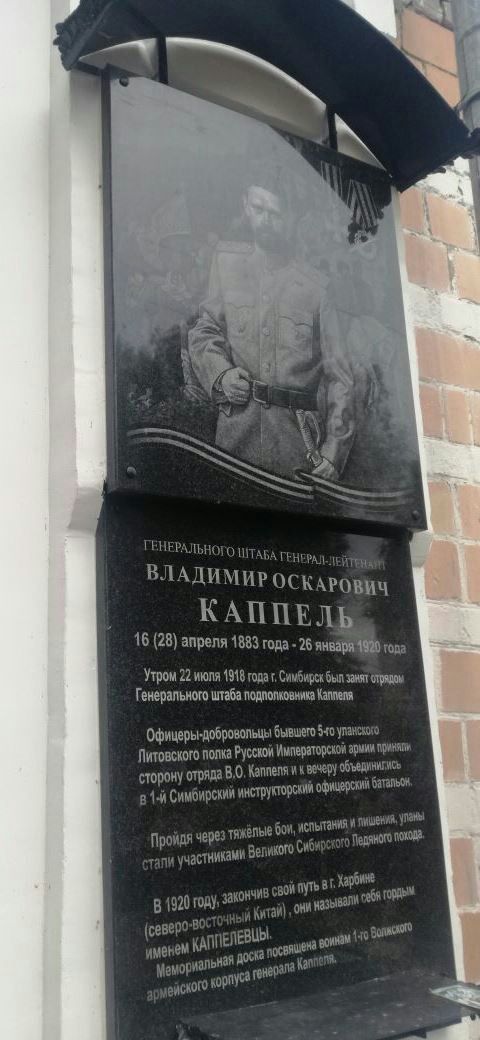 ГЕНЕРАЛЬНОГО ШТАБА ГЕНЕРАЛ-ЛЕЙТЕНАНТ
ВЛАДИМИР ОСКАРОВИЧ
КАППЕЛЬ
16 (28) апреля 1883 года - 26 января 1920 года
Утром 22 июля 1918 года г. Симбирск был занят отрядом
Генерального штаба подполковника Каппеля
Офицеры-добровольцы бывшего 5-го уланского
Литовского полка Русской Императорской армии приняли
сторону отряда В.О. Каппеля и к вечеру объединились
в 1-й Симбирский инструкторский офицерский батальон.
Пройдя через тяжёлые бои, испытания и лишения, уланы
стали участниками Великого Сибирского Ледяного похода.
В 1920 году, закончив свой путь в г. Харбине
(северо-восточный Китай) , они называли себя гордым
именем КАППЕЛЕВЦЫ.
Мемориальная доска посвящена воинам 1-го Волжского
армейского корпуса генерала Каппеля.